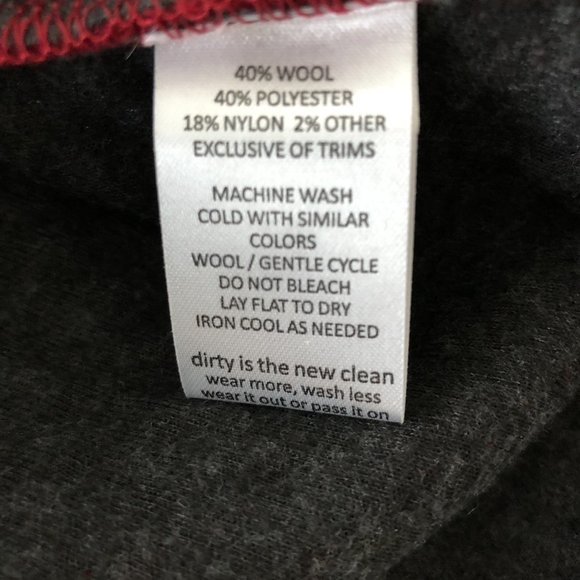 40% WOOL
40% POLYESTER
18% NYLON 2% OTHER
EXCLUSIVE OF TRIMS
MACHINE WASH
COLD WITH SIMILAR
COLORS
WOOL / GENTLE CYCLE
DO NOT BLEACH
LAY FLAT TO DRY
IRON COOL AS NEEDED
dirty is the new clean
wear more, wash less
wear it out or pass it on